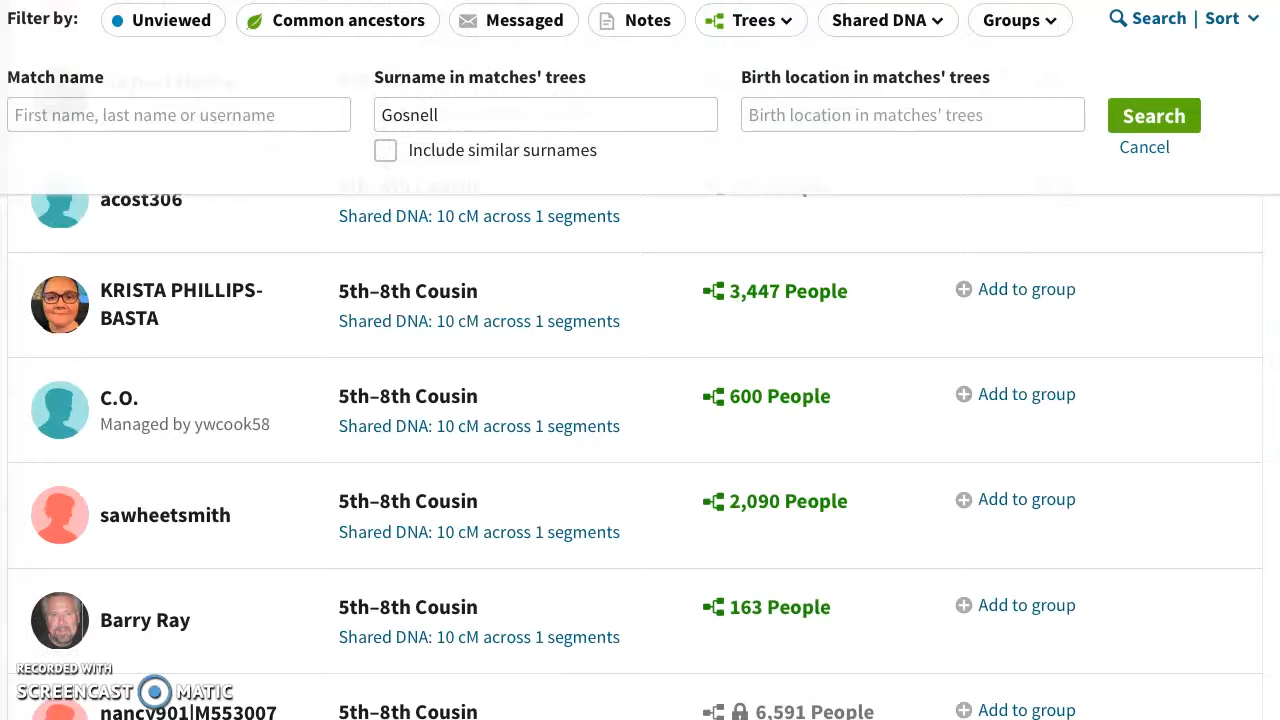 Filter by: Unviewed Common ancestors Messaged Notes Trees Shared DNA Groups Search | Sort
Match name Surname in matches' trees Birth location in matches' trees
First name, last name or username Gosnell Birth location in matches' trees Search
Include similar surnames Cancel
acost306
Shared DNA: 10 cM across 1 segments
KRISTA PHILLIPS- 5th–8th Cousin 3,447 People Add to group
BASTA Shared DNA: 10 cM across 1 segments
C.O. 5th–8th Cousin 600 People Add to group
Managed by ywcook58 Shared DNA: 10 cM across 1 segments
sawheetsmith 5th–8th Cousin 2,090 People Add to group
Shared DNA: 10 cM across 1 segments
Barry Ray 5th–8th Cousin 163 People Add to group
Shared DNA: 10 cM across 1 segments
RECORDED WITH
SCREENCAST MATIC
nancy901|M553007 5th–8th Cousin 6,591 People Add to group